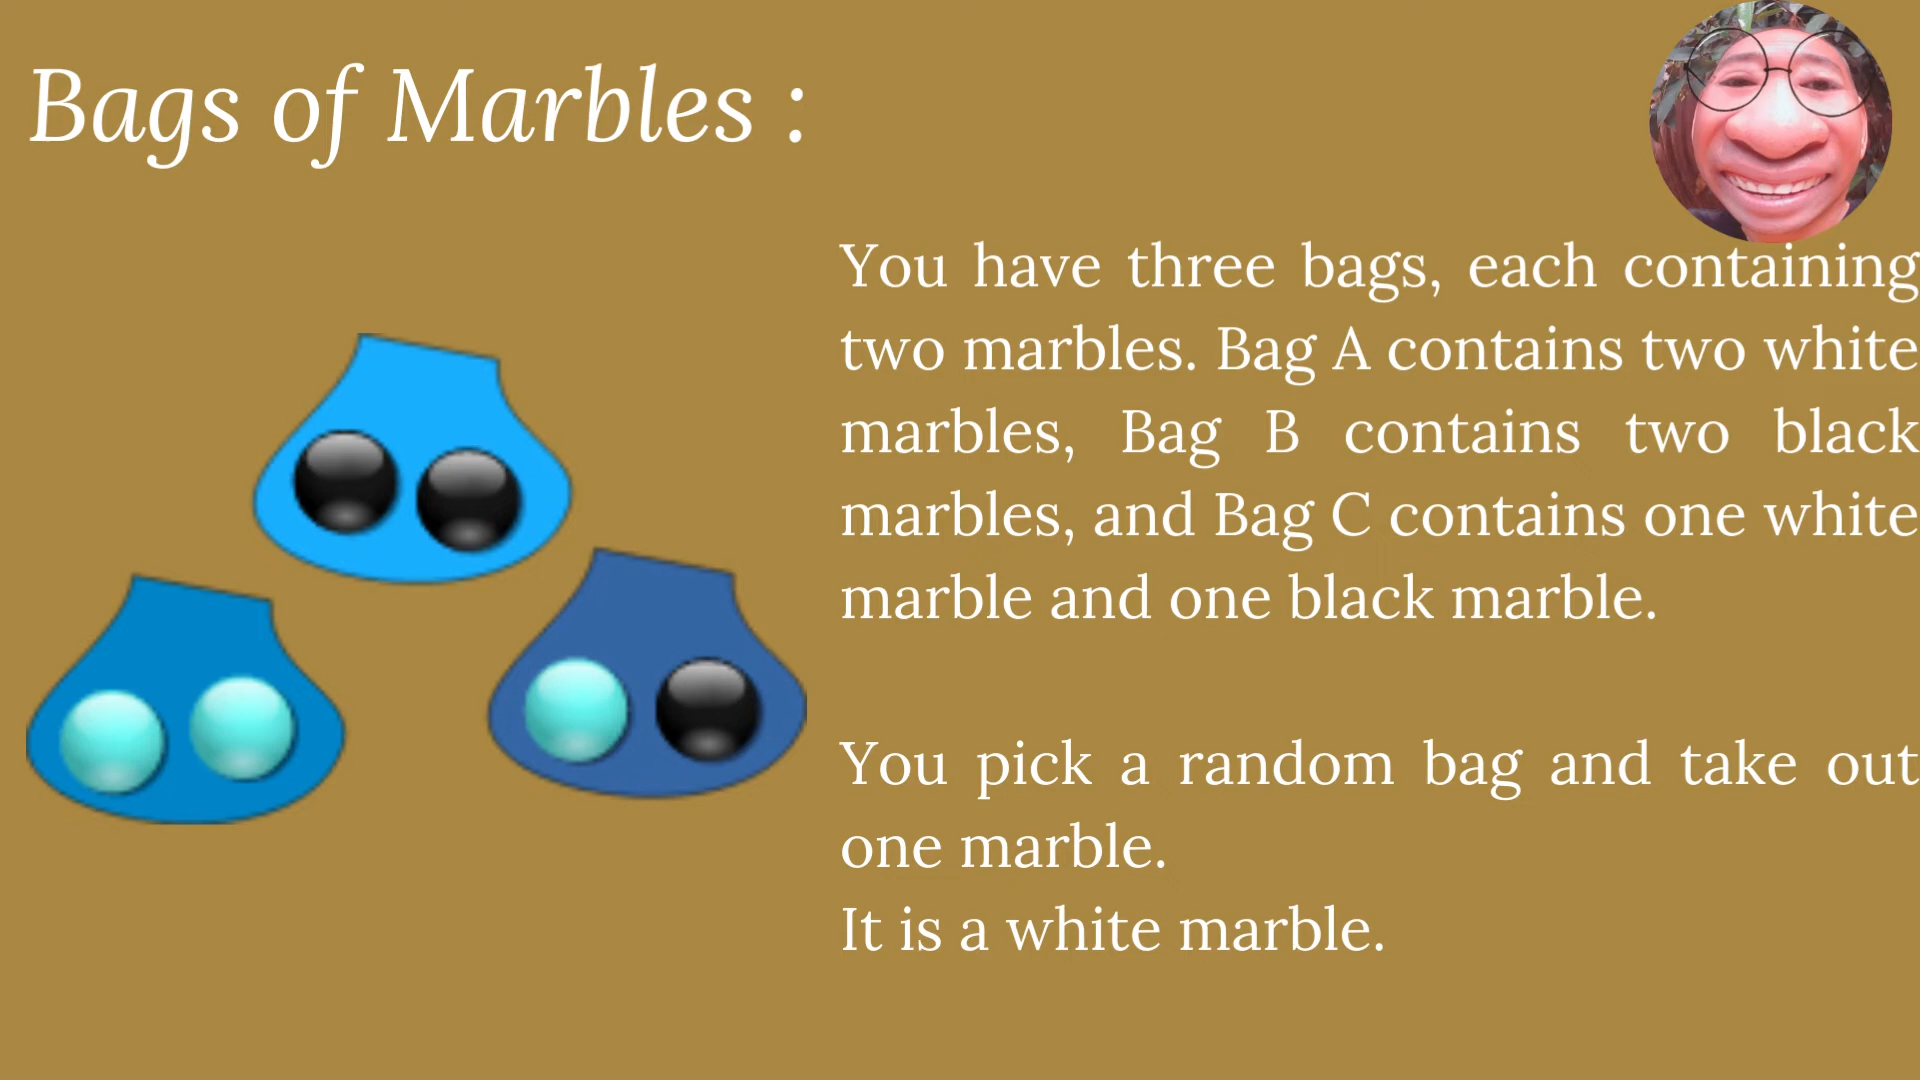 Bags of Marbles :
You have three bags, each containing
two marbles. Bag A contains two white
marbles, Bag B contains two black
marbles, and Bag C contains one white
marble and one black marble.
You pick a random bag and take out
one marble.
It is a white marble.